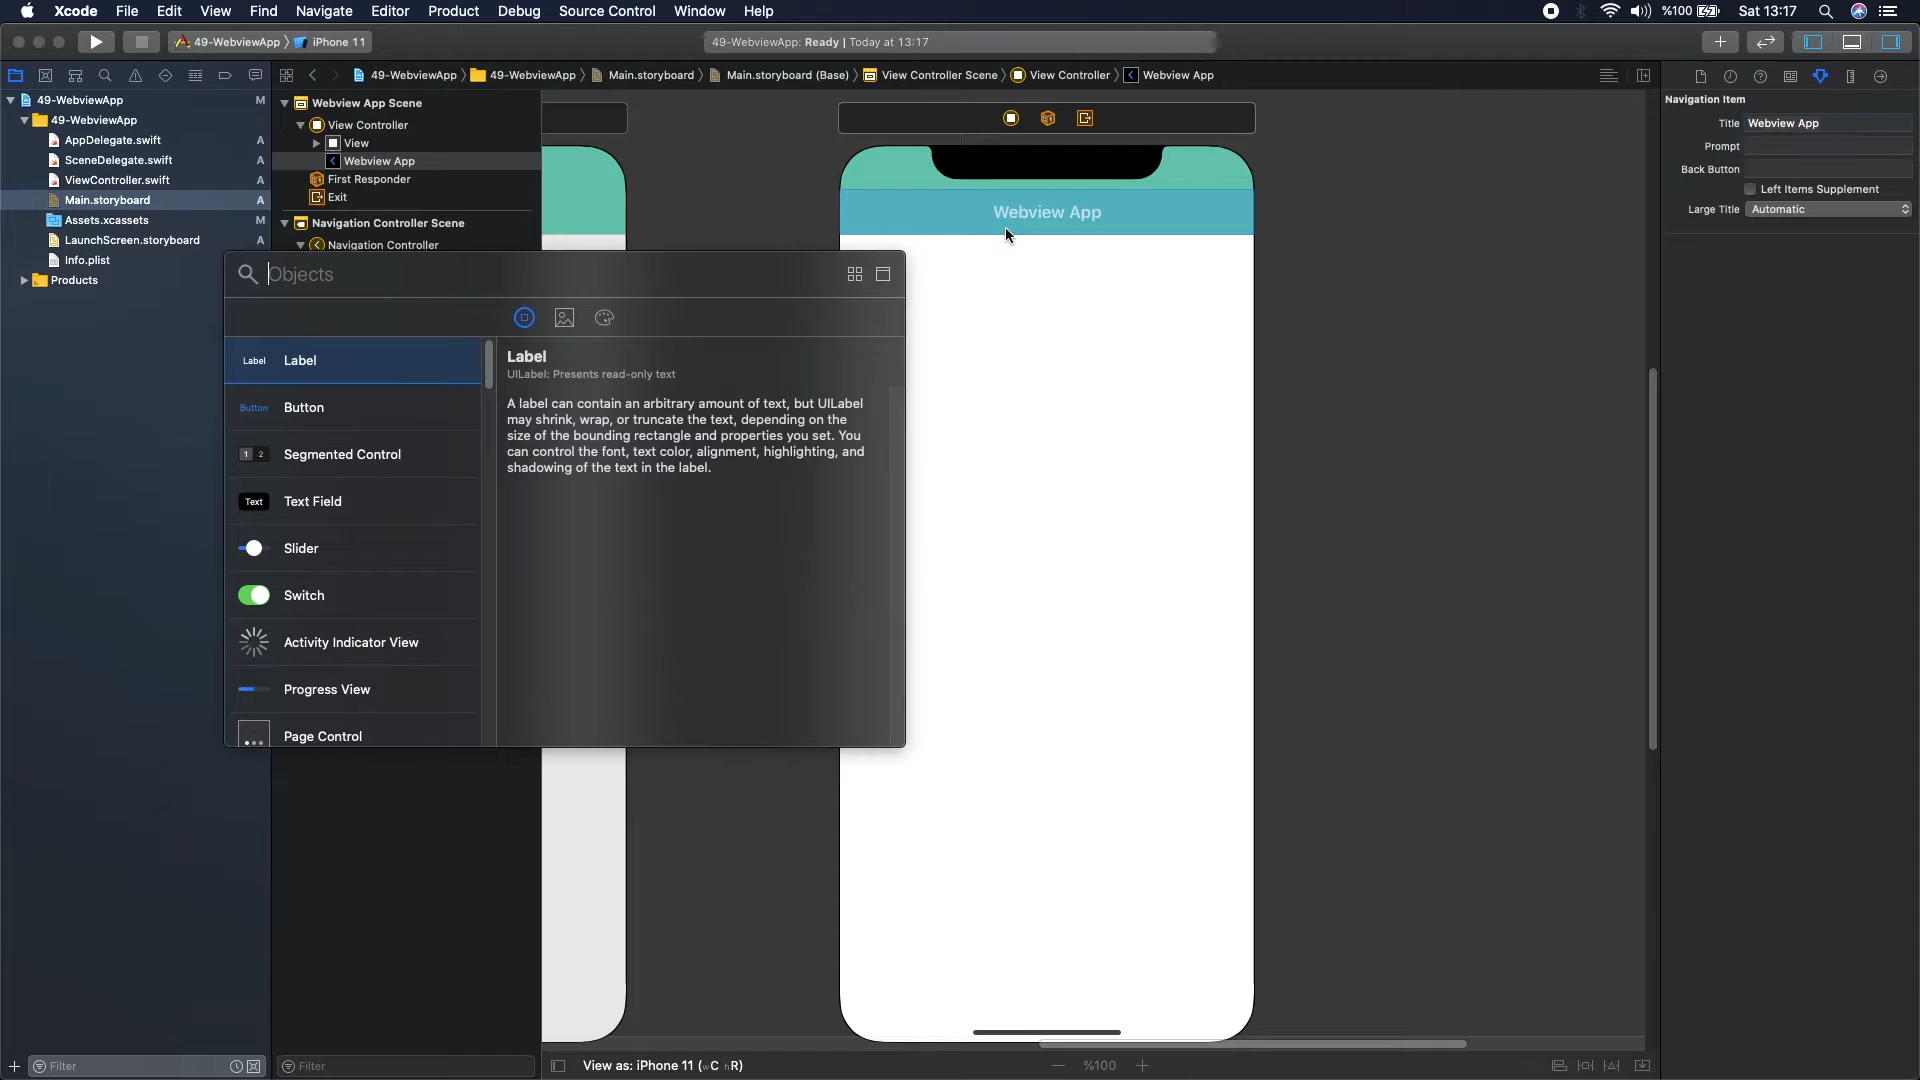 Xcode File Edit View Find Navigate Editor Product Debug Source Control Window Help
%100 Sat 13:17
49-WebviewApp iPhone 11
49-WebviewApp: Ready | Today at 13:17
49-WebviewApp 49-WebviewApp Main.storyboard Main.storyboard (Base) View Controller Scene View Controller Webview App
49-WebviewApp M
49-WebviewApp
AppDelegate.swift A
SceneDelegate.swift A
ViewController.swift A
Main.storyboard A
Assets.xcassets M
LaunchScreen.storyboard A
Info.plist
Products
Filter
Webview App Scene
View Controller
View
Webview App
First Responder
Exit
Navigation Controller Scene
Navigation Controller
Filter
Objects
Label Label
Button Button
1 2 Segmented Control
Text Text Field
Slider
Switch
Activity Indicator View
Progress View
Page Control
Label
UILabel: Presents read-only text
A label can contain an arbitrary amount of text, but UILabel
may shrink, wrap, or truncate the text, depending on the
size of the bounding rectangle and properties you set. You
can control the font, text color, alignment, highlighting, and
shadowing of the text in the label.
Webview App
View as: iPhone 11 (wC hR)
%100
Navigation Item
Title Webview App
Prompt
Back Button
Left Items Supplement
Large Title Automatic